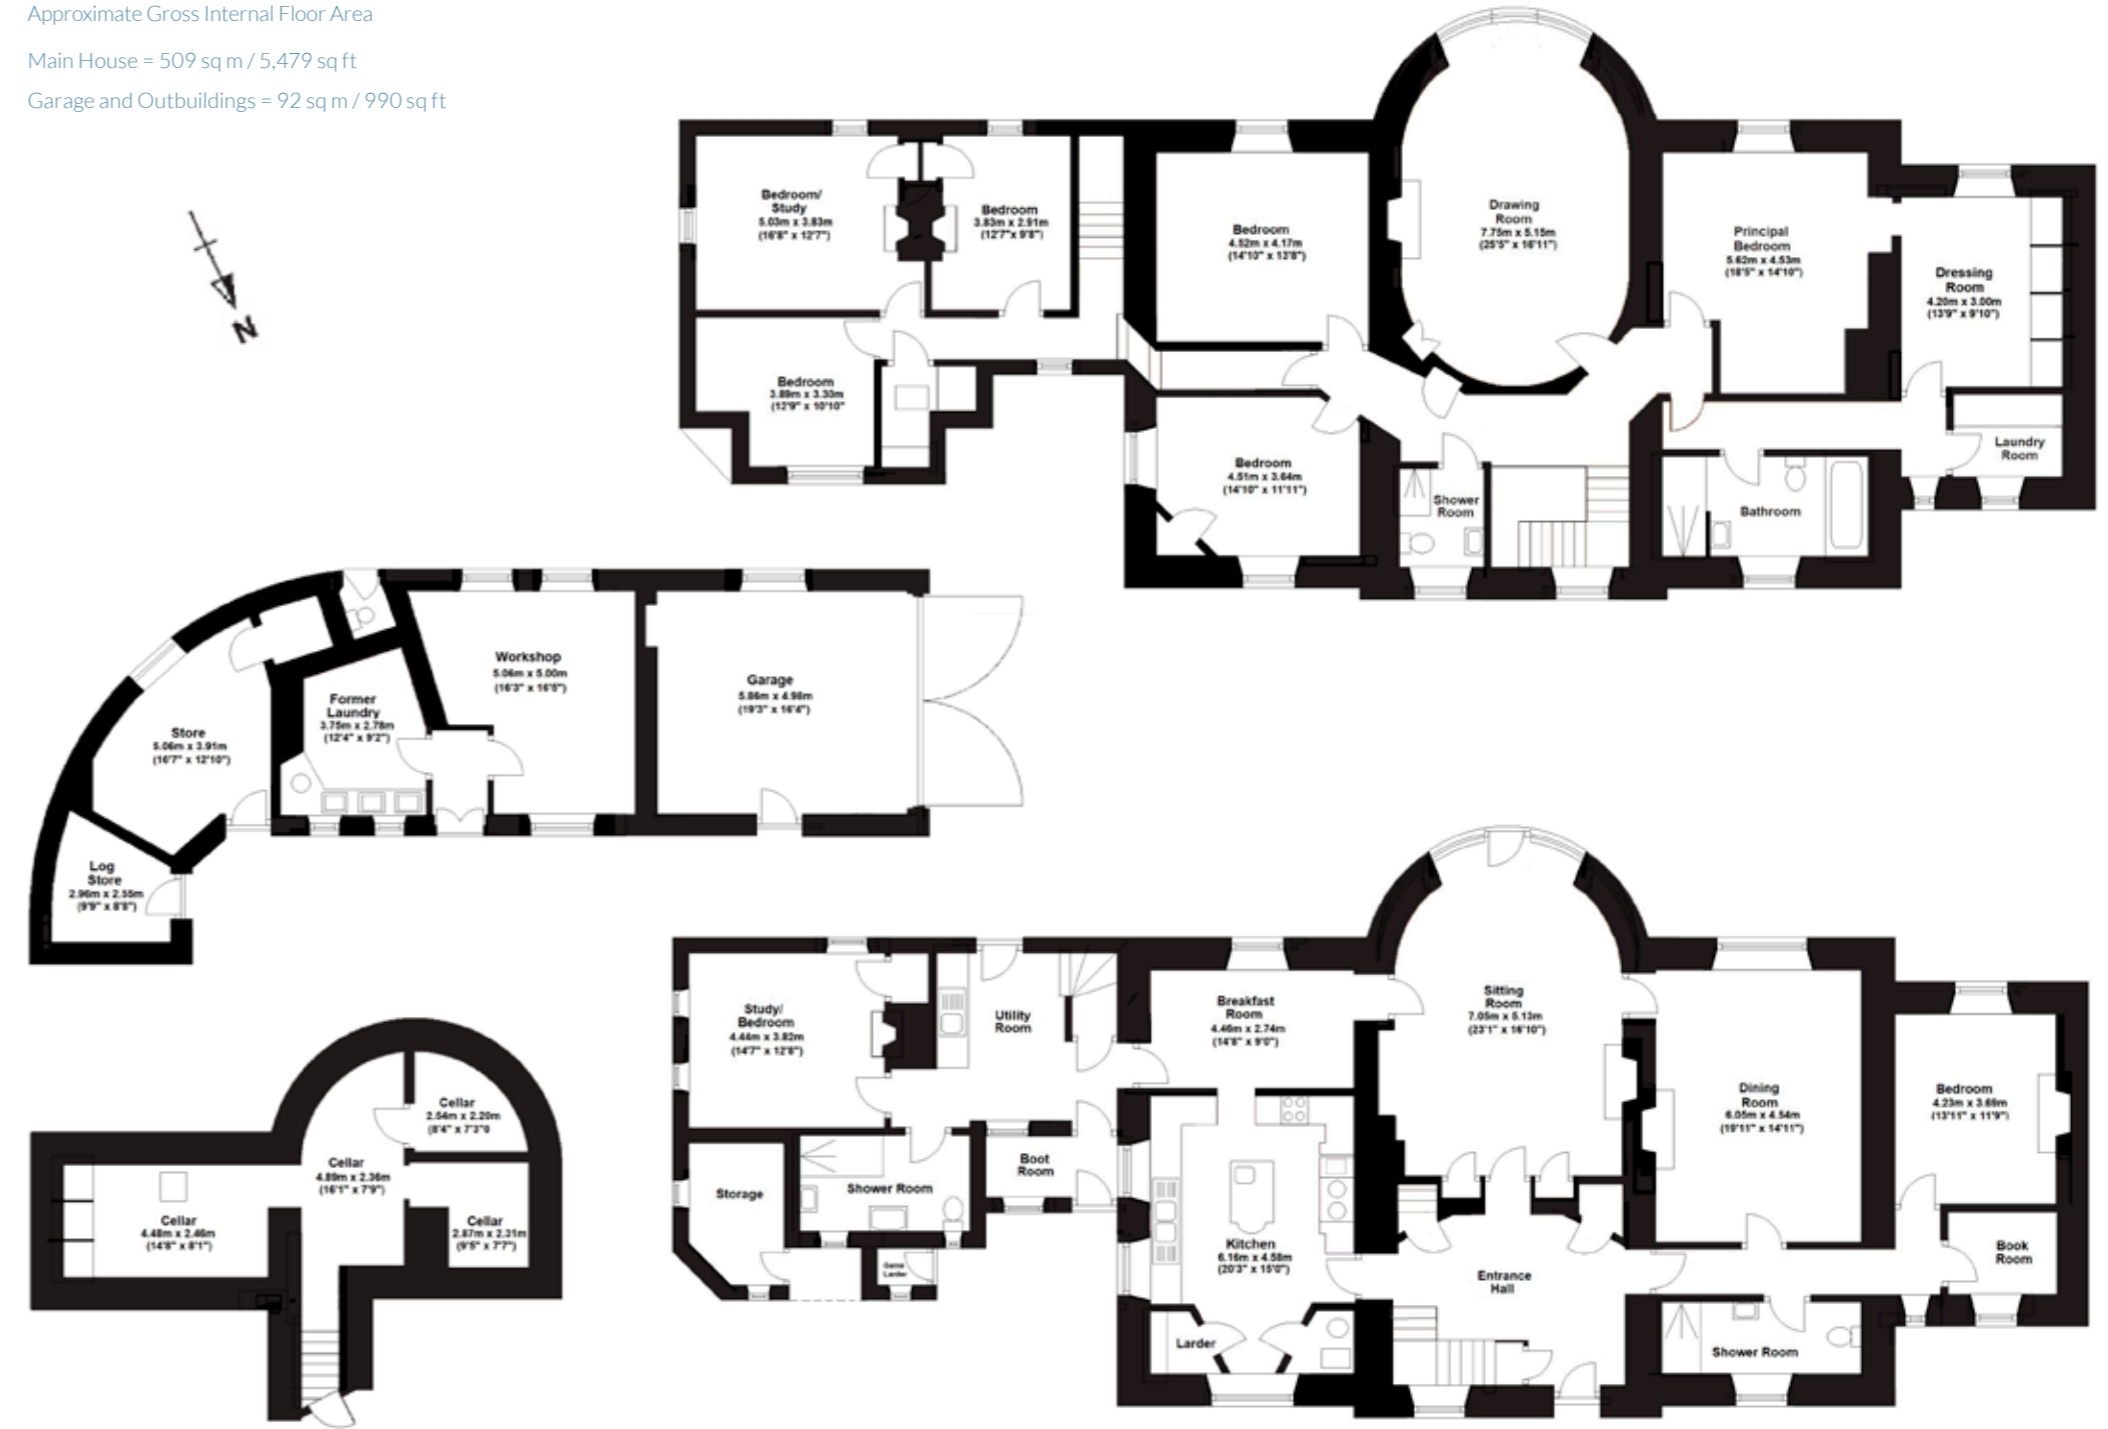 Approximate Gross Internal Floor Area
Main House = 509 sq m / 5,479 sq ft
Garage and Outbuildings = 92 sq m / 990 sq ft
N
Bedroom/
Study
5.03m x 3.83m
(16'8" x 12'7")
Bedroom
3.83m x 2.91m
(12'7" x 9'8")
Bedroom
3.89m x 3.30m
(12'9" x 10'10"
Bedroom
4.52m x 4.17m
(14'10" x 13'8")
Drawing
Room
7.75m x 5.15m
(25'5" x 16'11")
Principal
Bedroom
5.62m x 4.53m
(18'5" x 14'10")
Dressing
Room
4.20m x 3.00m
(13'9" x 9'10")
Bedroom
4.51m x 3.64m
(14'10" x 11'11")
Shower
Room
Bathroom
Laundry
Room
Store
5.06m x 3.91m
(16'7" x 12'10")
Former
Laundry
3.75m x 2.78m
(12'4" x 9'2")
Workshop
5.06m x 5.00m
(16'3" x 16'5")
Garage
5.86m x 4.98m
(19'3" x 16'4")
Log
Store
2.96m x 2.55m
(9'9" x 8'8")
Cellar
2.54m x 2.20m
(8'4" x 7'3"0
Cellar
4.89m x 2.36m
(16'1" x 7'9")
Cellar
4.48m x 2.46m
(14'8" x 8'1")
Cellar
2.87m x 2.31m
(9'5" x 7'7")
Study/
Bedroom
4.44m x 3.82m
(14'7" x 12'6")
Utility
Room
Breakfast
Room
4.46m x 2.74m
(14'8" x 9'0")
Sitting
Room
7.05m x 5.13m
(23'1" x 16'10")
Dining
Room
6.05m x 4.54m
(19'11" x 14'11")
Bedroom
4.23m x 3.69m
(13'11" x 11'9")
Storage
Shower Room
Boot
Room
Game
Larder
Kitchen
6.16m x 4.58m
(20'3" x 15'0")
Larder
Entrance
Hall
Book
Room
Shower Room